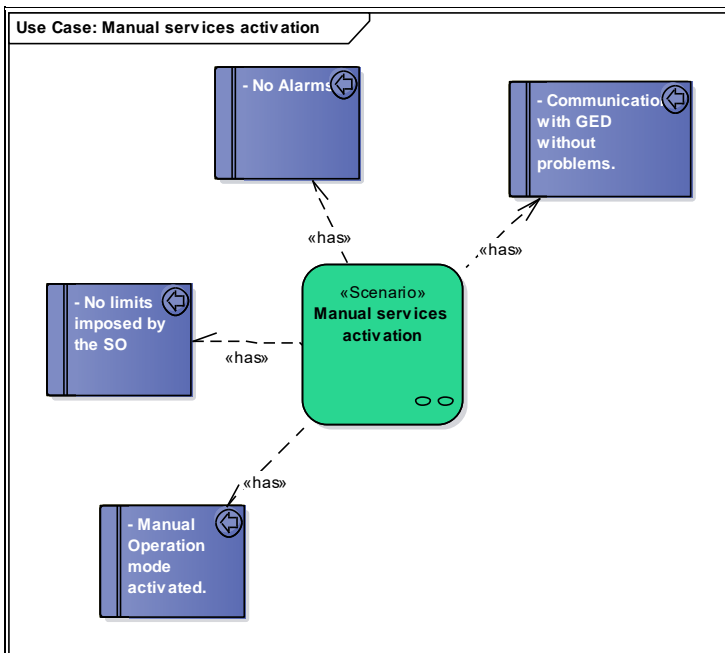 Use Case: Manual services activation
- No Alarms
- Communication
with GED
without
problems.
«has»
«has»
- No limits
imposed by
the SO
«has»
«Scenario»
Manual services
activation
«has»
- Manual
Operation
mode
activated.